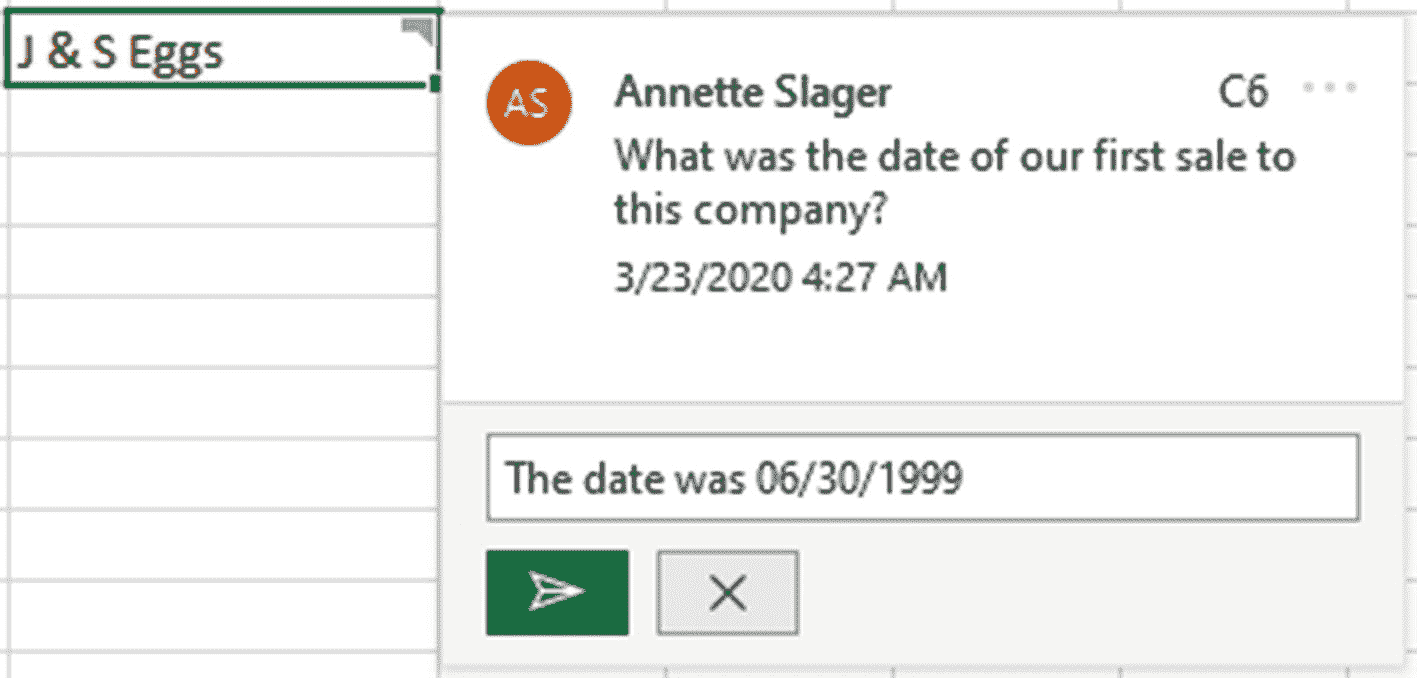 J & S Eggs
AS
Annette Slager
C6
What was the date of our first sale to
this company?
3/23/2020 4:27 AM
The date was 06/30/1999